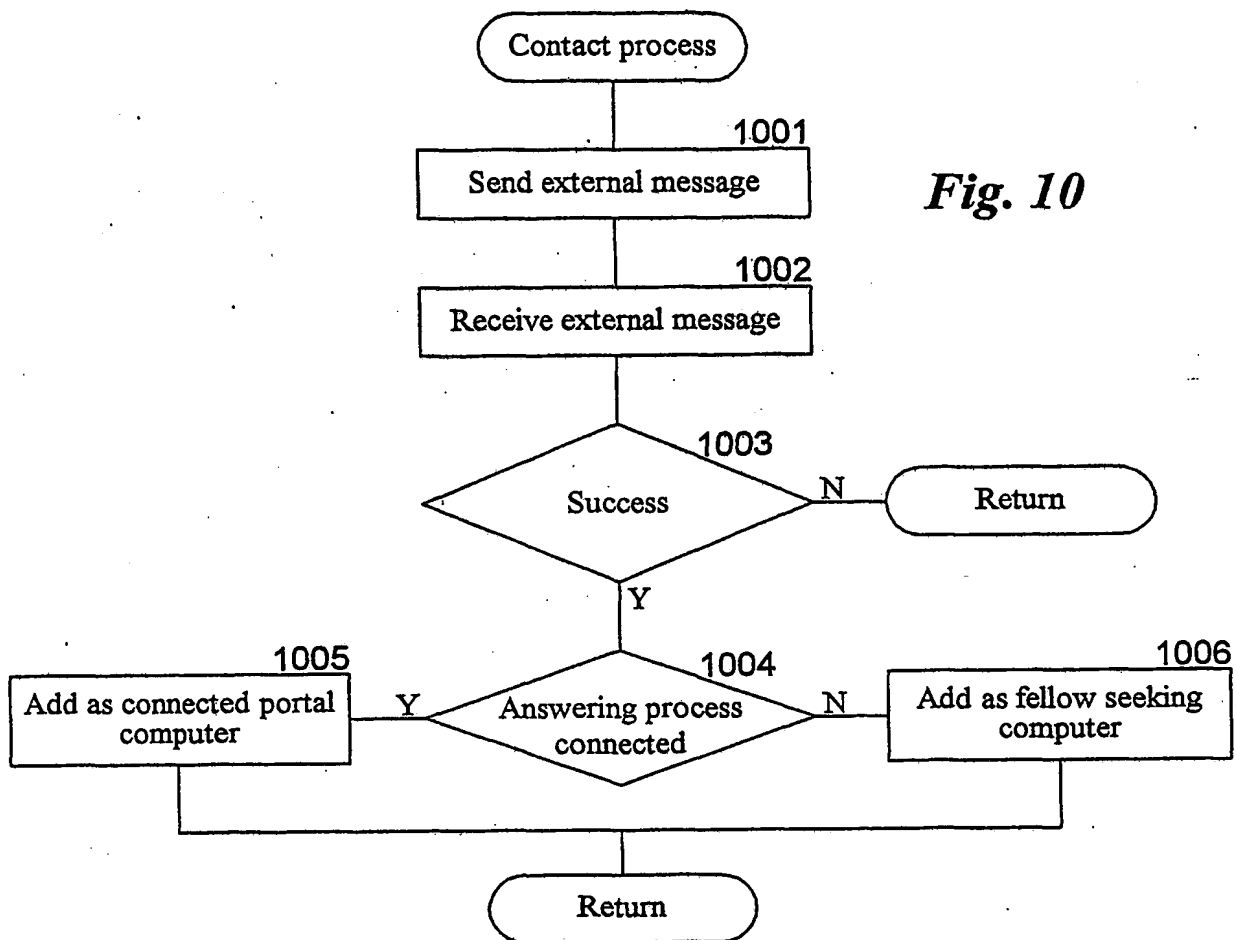 Contact process
1001
Send external message
Fig. 10
1002
Receive external message
1003
Success
N
Return
Y
1005
Add as connected portal
computer
Y
1004
Answering process
connected
N
1006
Add as fellow seeking
computer
Return